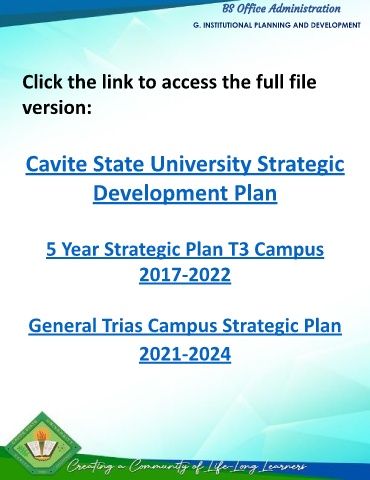 BS Office Administration
G. INSTITUTIONAL PLANNING AND DEVELOPMENT
Click the link to access the full file
version:
Cavite State University Strategic
Development Plan
5 Year Strategic Plan T3 Campus
2017-2022
General Trias Campus Strategic Plan
2021-2024
Creating a Community of Life-Long Learners